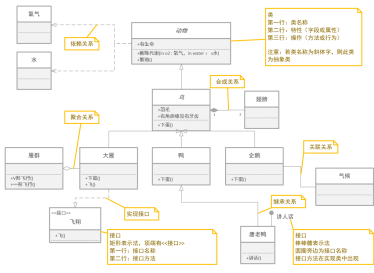 氧气
水
依赖关系
动物
+有生命
+新陈代谢(in o2：氧气，in water：水)
+繁殖()
类
第一行：类名称
第二行：特性（字段或属性）
第三行：操作（方法或行为）
注意：若类名称为斜体字，则此类为抽象类
鸟
+羽毛
+有角质喙没有牙齿
+下蛋()
合成关系
1
2
翅膀
聚合关系
雁群
大雁
+下蛋()
+飞()
鸭
+下蛋()
企鹅
+下蛋()
关联关系
气候
实现接口
<<接口>>
飞翔
+飞()
接口
矩形表示法，顶端有<<接口>>
第一行：接口名称
第二行：接口方法
继承关系
讲人话
唐老鸭
+讲话()
接口
棒棒糖表示法
圆圈旁边为接口名称
接口方法在实现类中出现